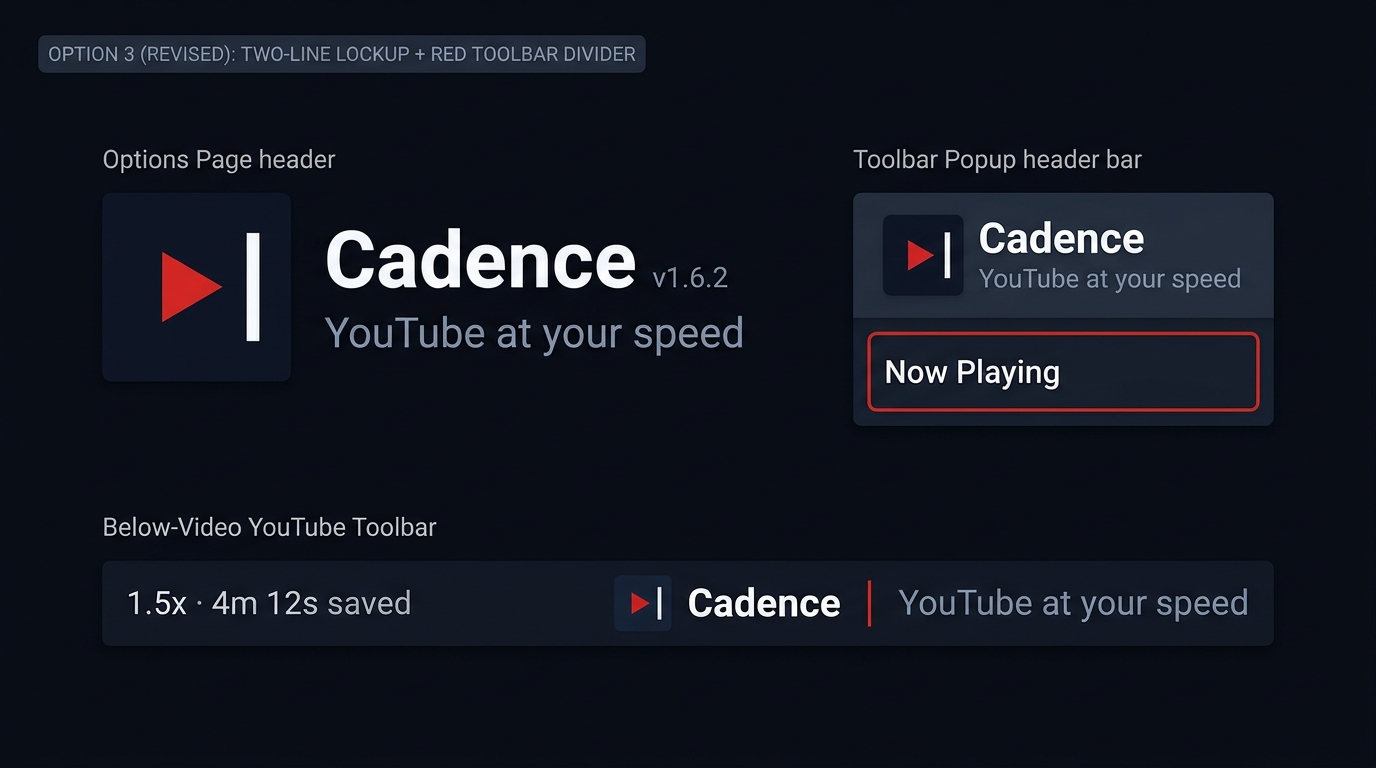 OPTION 3 (REVISED): TWO-LINE LOCKUP + RED TOOLBAR DIVIDER
Options Page header
Cadence v1.6.2
YouTube at your speed
Toolbar Popup header bar
Cadence
YouTube at your speed
Now Playing
Below-Video YouTube Toolbar
1.5x · 4m 12s saved
Cadence | YouTube at your speed